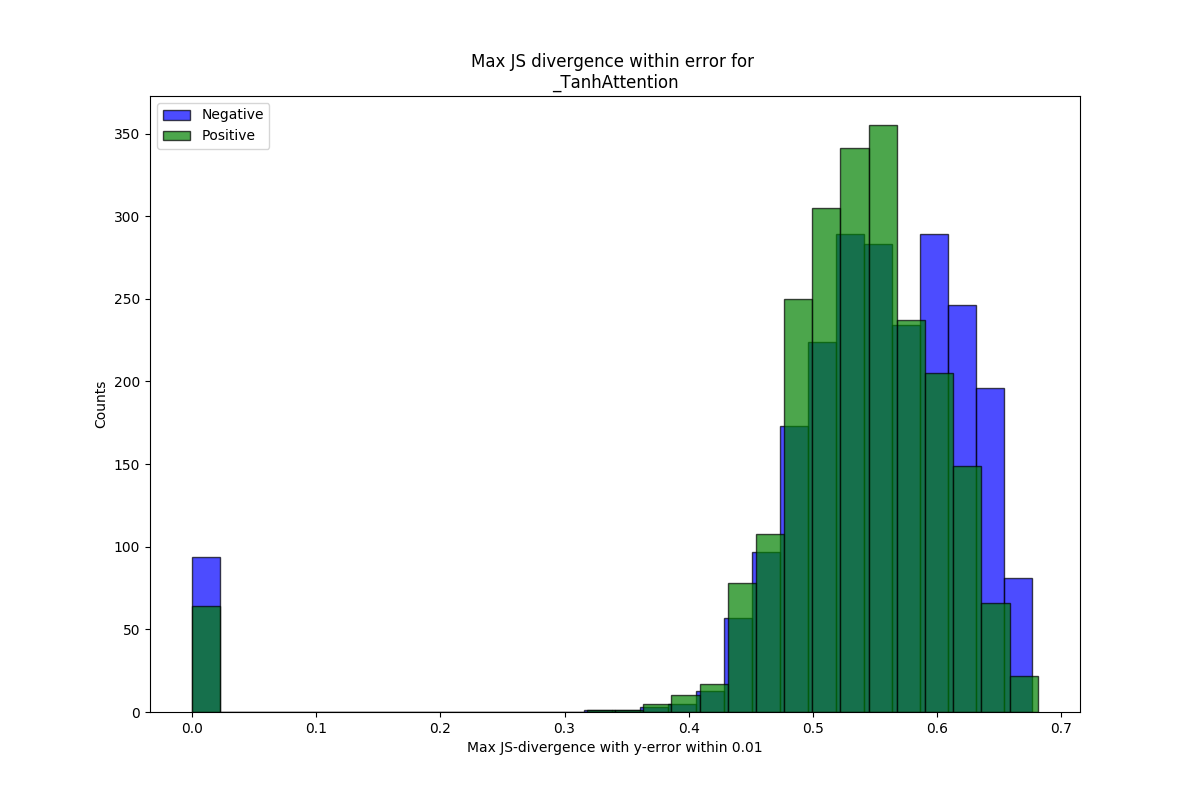 Max JS divergence within error for
_TanhAttention
Negative
Positive
350
300
250
200
150
100
50
0
Counts
0.0 0.1 0.2 0.3 0.4 0.5 0.6 0.7
Max JS-divergence with y-error within 0.01